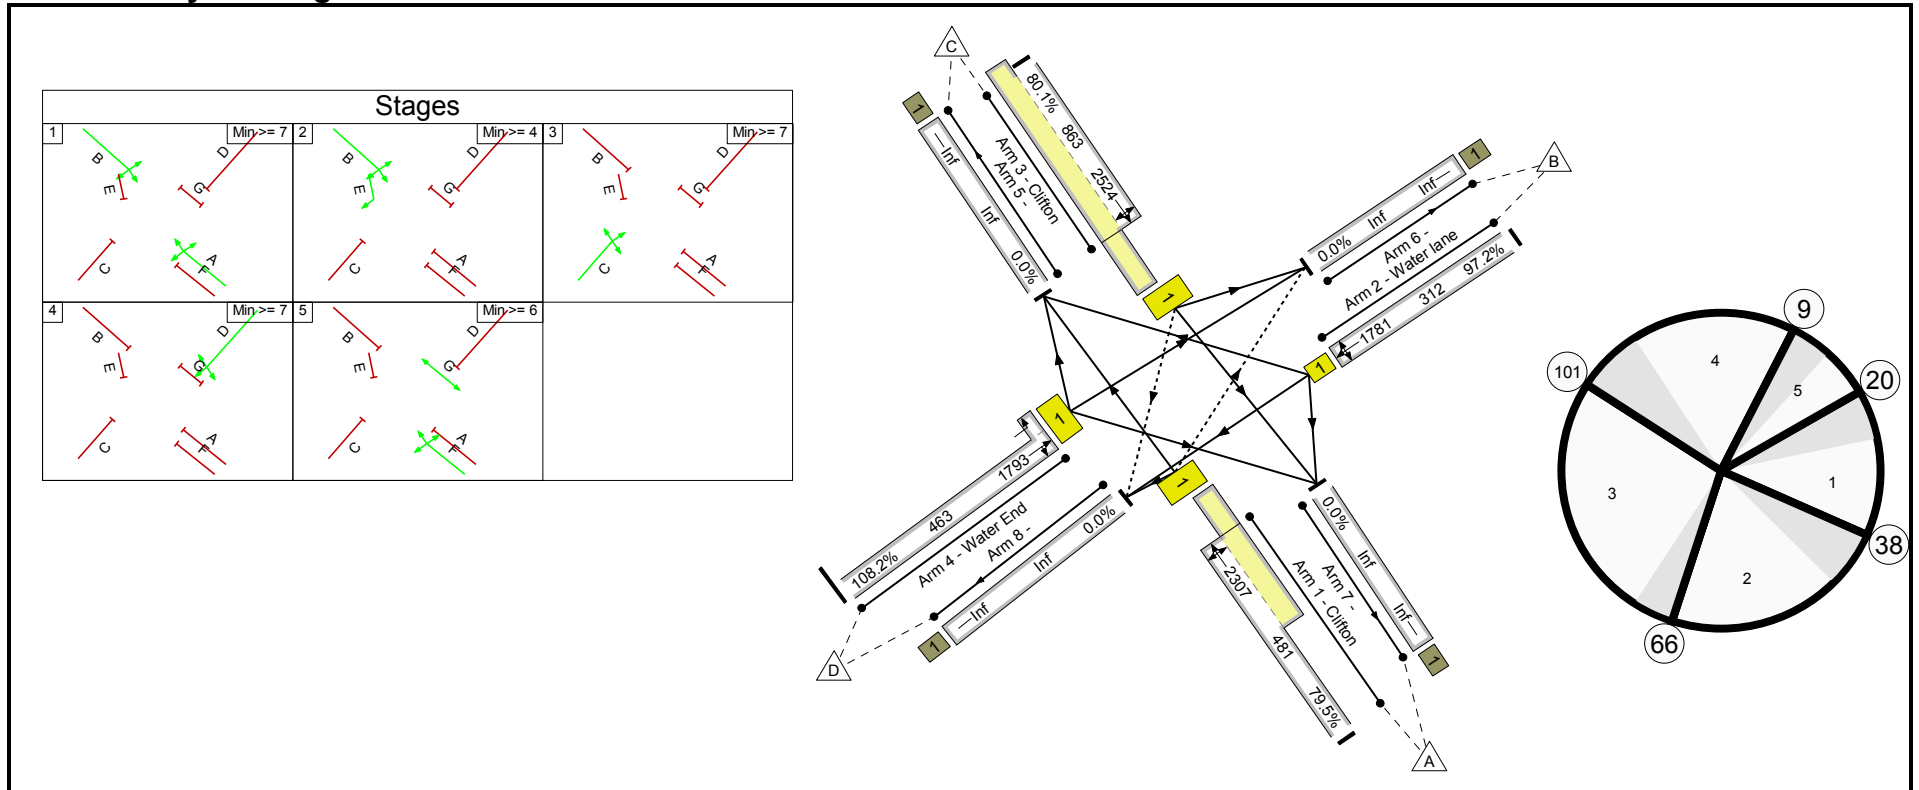 Stages
1
Min >= 7
B
E
D
G
C
A
F
2
Min >= 4
B
E
D
G
C
A
F
3
Min >= 7
B
E
D
G
C
A
F
4
Min >= 7
B
E
D
G
C
A
F
5
Min >= 6
B
E
D
G
C
A
F
C
1
Inf
Inf
0.0%
Arm 5 -
Arm 3 - Clifton
80.1% 863 2524
1
B
1
0.0% Inf Inf
Arm 6 -
Arm 2 - Water lane
1781 312 97.2%
1
1
1793
463
108.2%
Arm 4 - Water End
Arm 8 -
Inf Inf 0.0%
1
D
1
2307 481 79.5%
Arm 1 - Clifton
Arm 7 -
0.0% Inf Inf
1
A
9
20
38
66
101
4
5
1
2
3